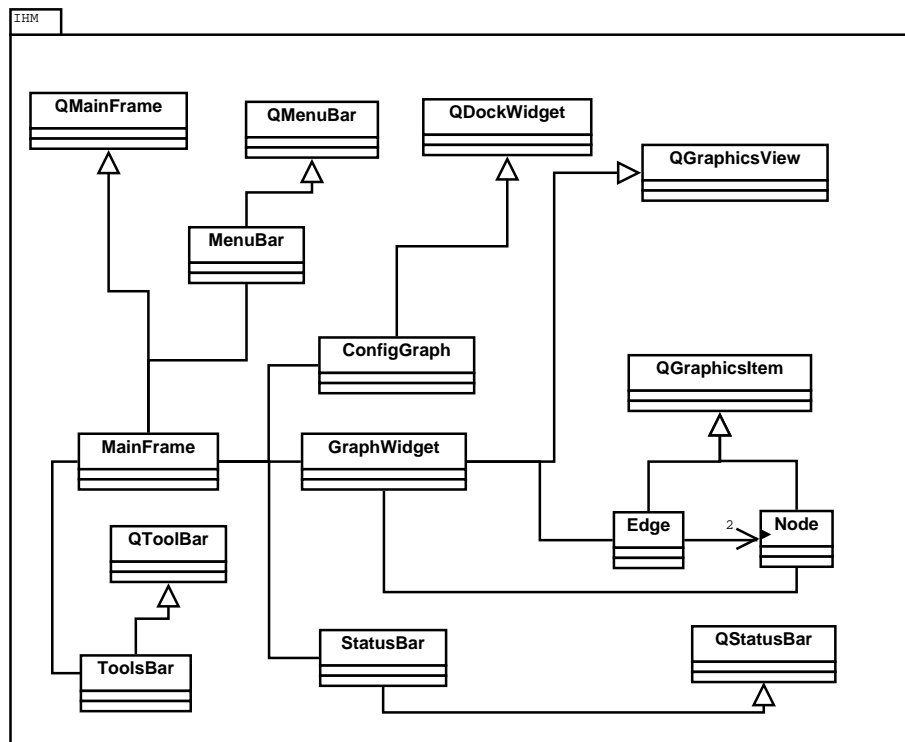 IHM
QMainFrame
QMenuBar
QDockWidget
QGraphicsView
MenuBar
ConfigGraph
QGraphicsItem
MainFrame
GraphWidget
Edge
2
Node
QToolBar
ToolsBar
StatusBar
QStatusBar